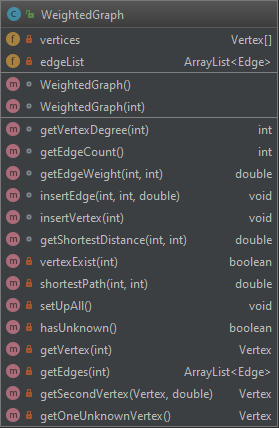 WeightedGraph
vertices Vertex[]
edgeList ArrayList<Edge>
WeightedGraph()
WeightedGraph(int)
getVertexDegree(int) int
getEdgeCount() int
getEdgeWeight(int, int) double
insertEdge(int, int, double) void
insertVertex(int) void
getShortestDistance(int, int) double
vertexExist(int) boolean
shortestPath(int, int) double
setUpAll() void
hasUnknown() boolean
getVertex(int) Vertex
getEdges(int) ArrayList<Edge>
getSecondVertex(Vertex, double) Vertex
getOneUnknownVertex() Vertex